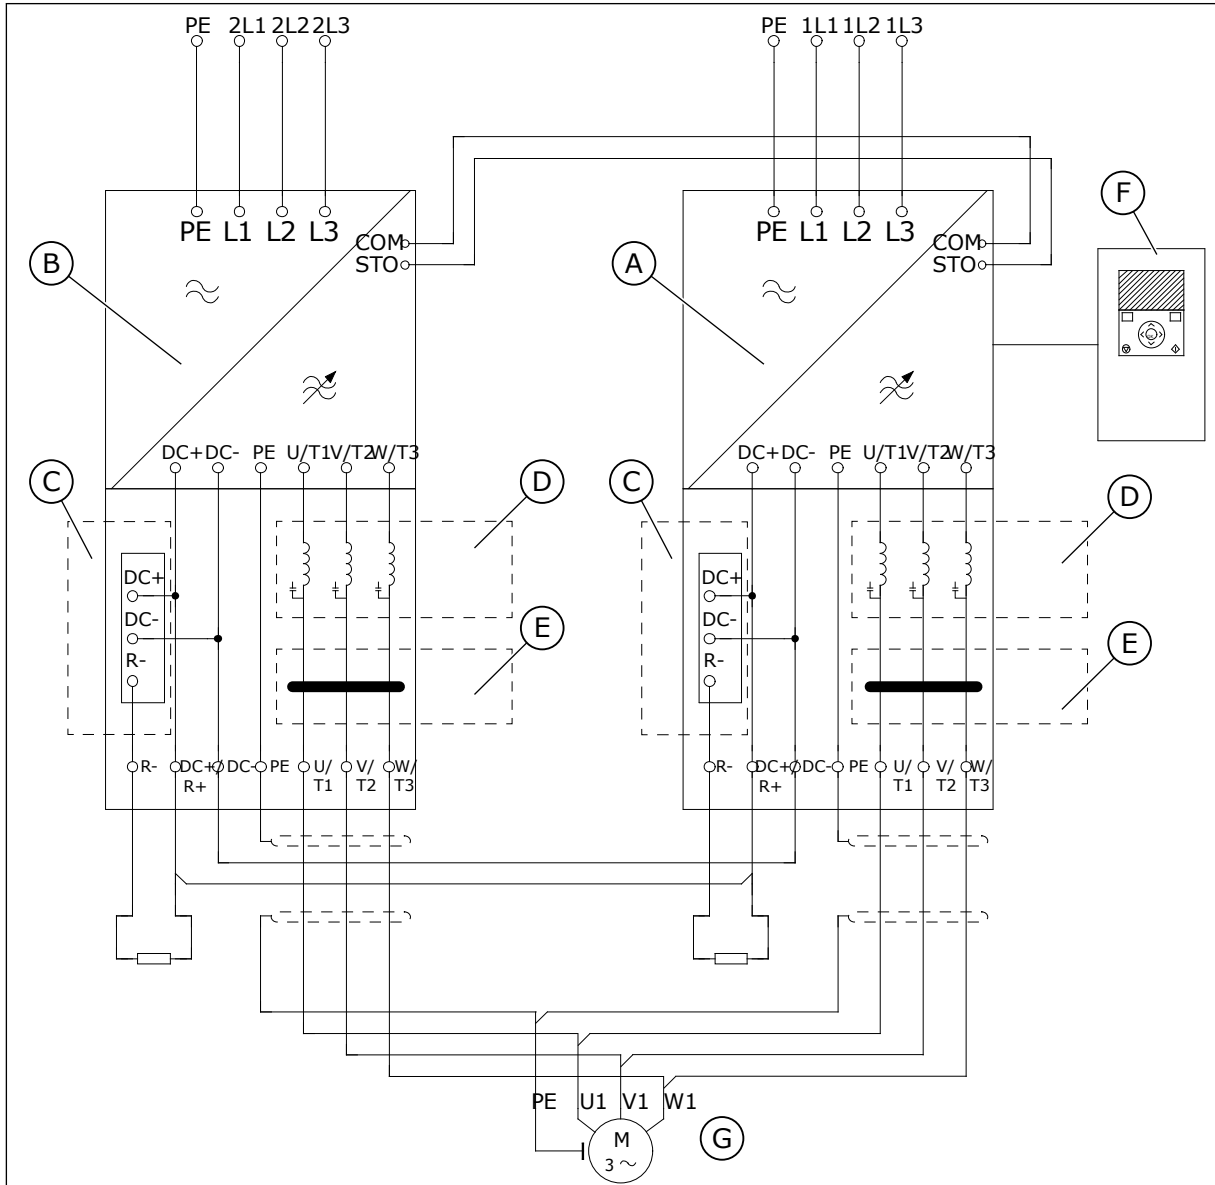 PE 2L1 2L2 2L3
PE 1L1 1L2 1L3
F
PE L1 L2 L3
COM
STO
PE L1 L2 L3
COM
STO
B
A
DC+ DC- PE U/T1 V/T2 W/T3
DC+ DC- PE U/T1 V/T2 W/T3
C
D
C
D
DC+
DC-
R-
DC+
DC-
R-
E
E
R- DC+/ DC- PE U/ V/ W/
R+ T1 T2 T3
R- DC+/ DC- PE U/ V/ W/
R+ T1 T2 T3
PE U1 V1 W1
M
3 ~
G